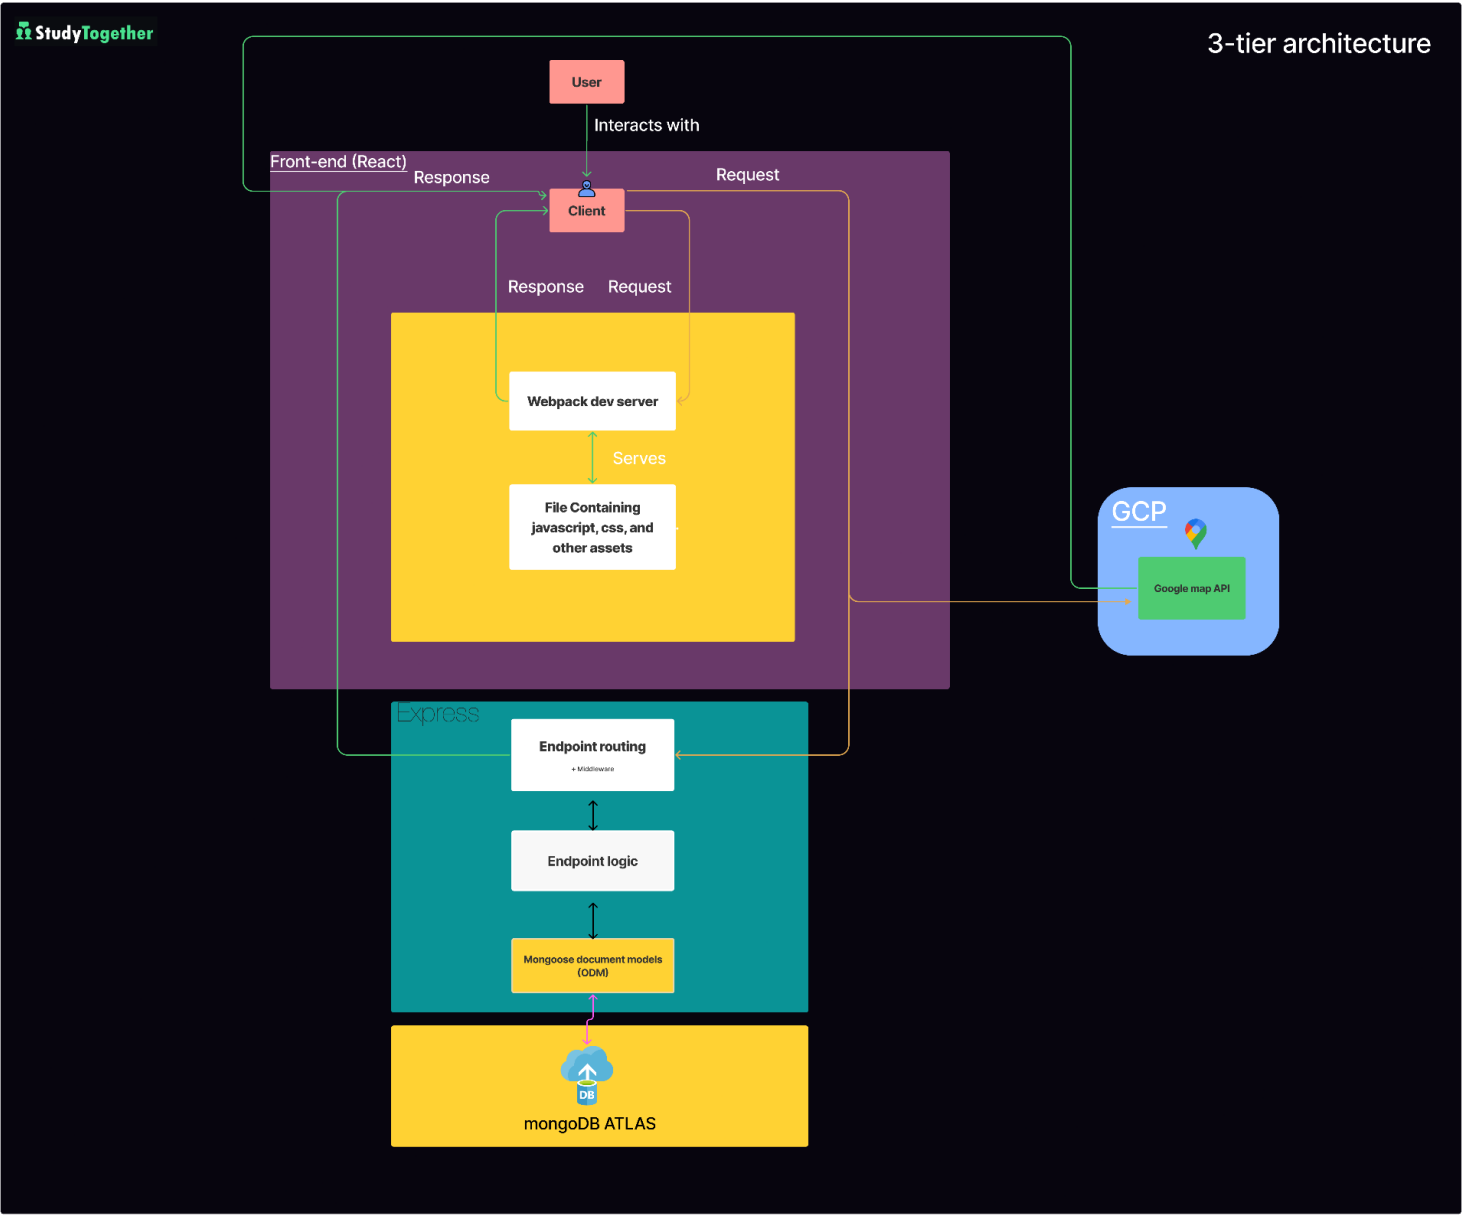 StudyTogether
3-tier architecture
User
Interacts with
Front-end (React)
Response
Request
Client
Response
Request
Webpack dev server
Serves
File Containing
javascript, css, and
other assets
GCP
Google map API
Express
Endpoint routing
+ Middleware
Endpoint logic
Mongoose document models
(ODM)
DB
mongoDB ATLAS